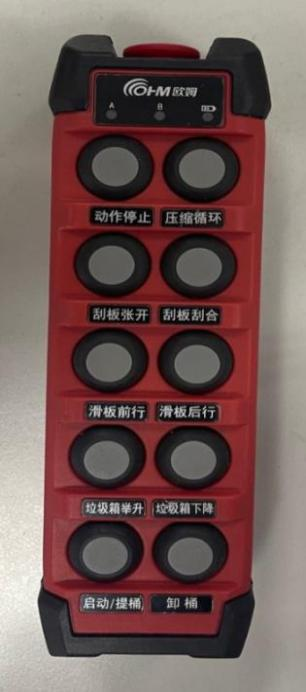 OHM欧姆
A B
动作停止 压缩循环
刮板张开 刮板刮合
滑板前行 滑板后行
垃圾箱举升 垃圾箱下降
启动/提桶 卸桶